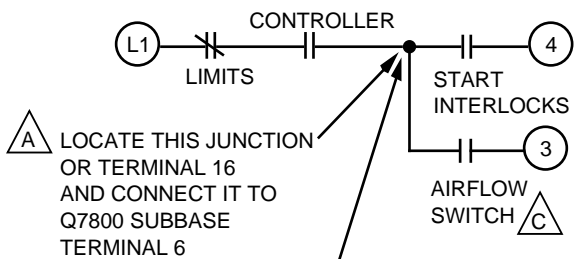 CONTROLLER
L1
4
LIMITS
START
INTERLOCKS
A
LOCATE THIS JUNCTION
OR TERMINAL 16
AND CONNECT IT TO
Q7800 SUBBASE
TERMINAL 6
3
AIRFLOW
SWITCH
C